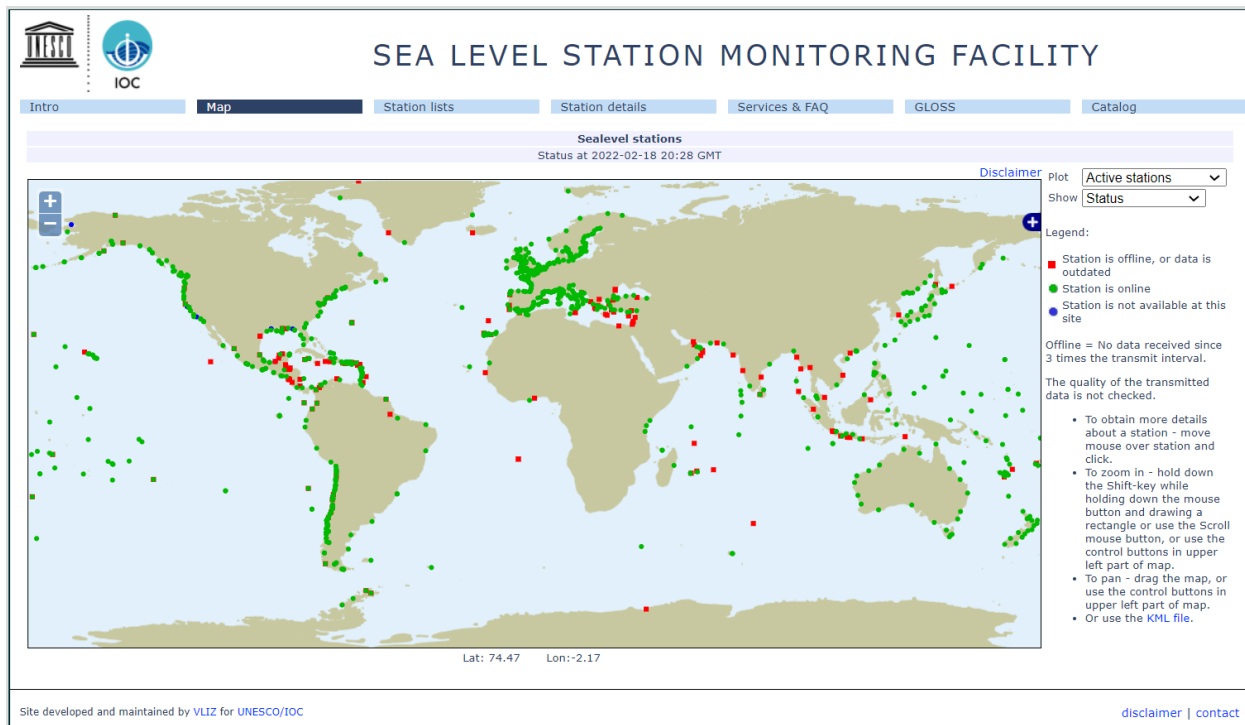 UNESCO
IOC
SEA LEVEL STATION MONITORING FACILITY
Intro
Map
Station lists
Station details
Services & FAQ
GLOSS
Catalog
Sealevel stations
Status at 2022-02-18 20:28 GMT
Disclaimer
Plot Active stations
Show Status
+
−
+
Legend:
Station is offline, or data is
outdated
Station is online
Station is not available at this
site
Offline = No data received since
3 times the transmit interval.
The quality of the transmitted
data is not checked.
• To obtain more details
about a station - move
mouse over station and
click.
• To zoom in - hold down
the Shift-key while
holding down the mouse
button and drawing a
rectangle or use the Scroll
mouse button, or use the
control buttons in upper
left part of map.
• To pan - drag the map, or
use the control buttons in
upper left part of map.
• Or use the KML file.
Lat: 74.47 Lon:-2.17
Site developed and maintained by VLIZ for UNESCO/IOC
disclaimer | contact